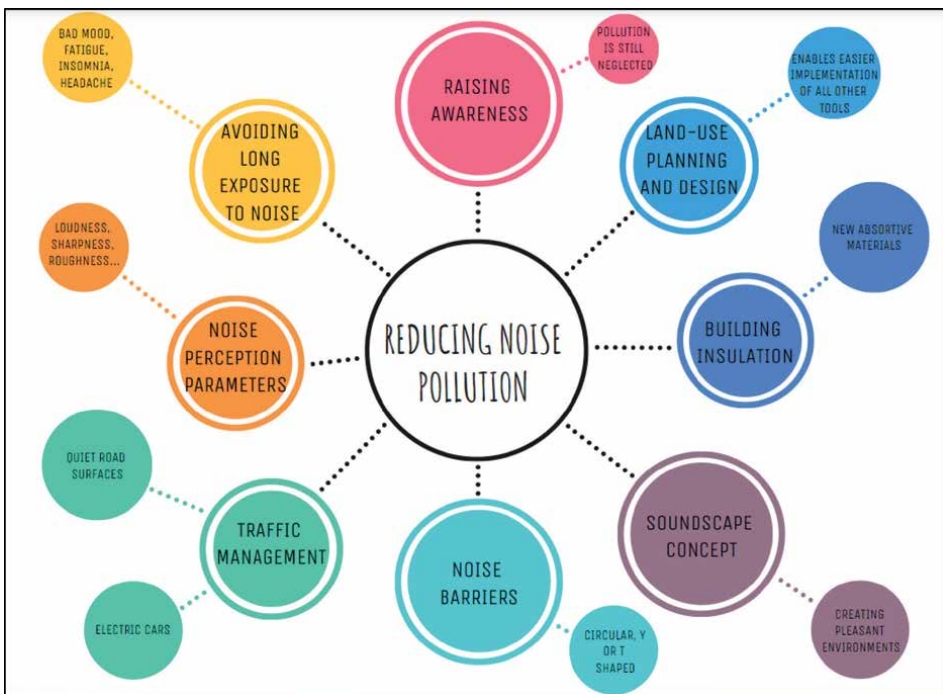 REDUCING NOISE
POLLUTION
RAISING
AWARENESS
POLLUTION
IS STILL
NEGLECTED
LAND-USE
PLANNING
AND DESIGN
ENABLES EASIER
IMPLEMENTATION
OF ALL OTHER
TOOLS
BUILDING
INSULATION
NEW ABSORTIVE
MATERIALS
SOUNDSCAPE
CONCEPT
CREATING
PLEASANT
ENVIRONMENTS
NOISE
BARRIERS
CIRCULAR, Y
OR T
SHAPED
TRAFFIC
MANAGEMENT
ELECTRIC CARS
QUIET ROAD
SURFACES
NOISE
PERCEPTION
PARAMETERS
LOUDNESS,
SHARPNESS,
ROUGHNESS...
AVOIDING
LONG
EXPOSURE
TO NOISE
BAD MOOD,
FATIGUE,
INSOMNIA,
HEADACHE